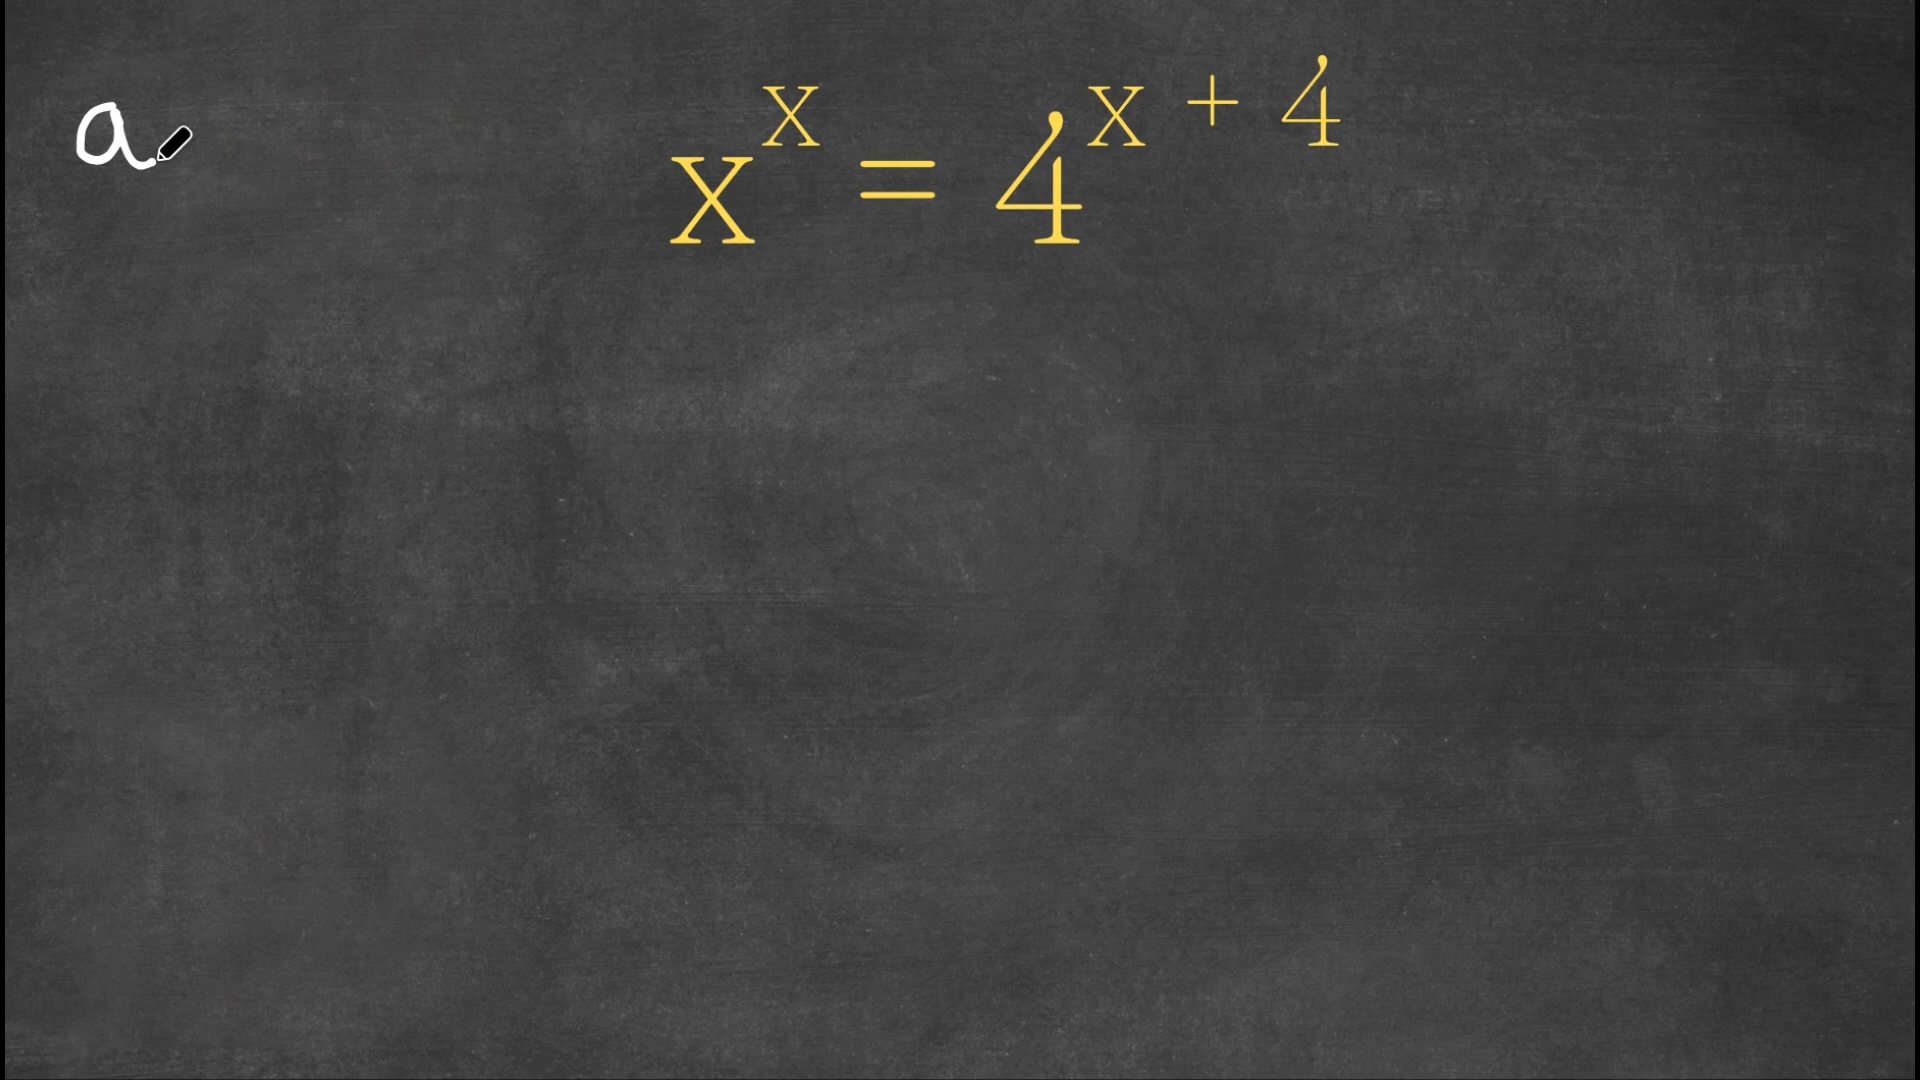 a
x^x = 4^{x + 4}